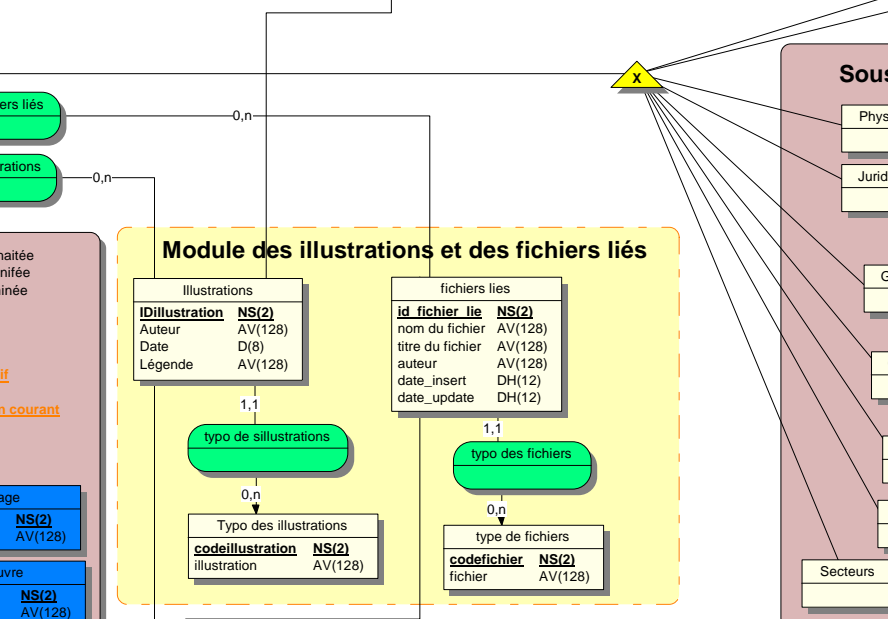 ers liés
0,n
rations
0,n
X
Sous
Phys
Jurid
G
Secteurs
haitée
nifée
inée
if
n courant
age
NS(2)
AV(128)
uvre
NS(2)
AV(128)
Module des illustrations et des fichiers liés
Illustrations
IDillustration NS(2)
Auteur AV(128)
Date D(8)
Légende AV(128)
1,1
typo de sillustrations
0,n
Typo des illustrations
codeillustration NS(2)
illustration AV(128)
fichiers lies
id_fichier_lie NS(2)
nom du fichier AV(128)
titre du fichier AV(128)
auteur AV(128)
date_insert DH(12)
date_update DH(12)
1,1
typo des fichiers
0,n
type de fichiers
codefichier NS(2)
fichier AV(128)